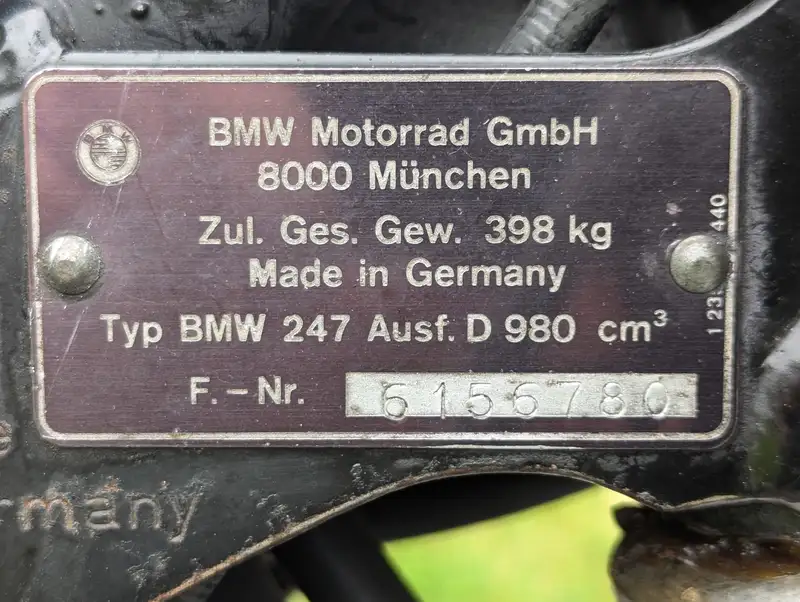 BMW Motorrad GmbH
8000 München
Zul. Ges. Gew. 398 kg
Made in Germany
Typ BMW 247 Ausf. D 980 cm³
F.-Nr. 6156780